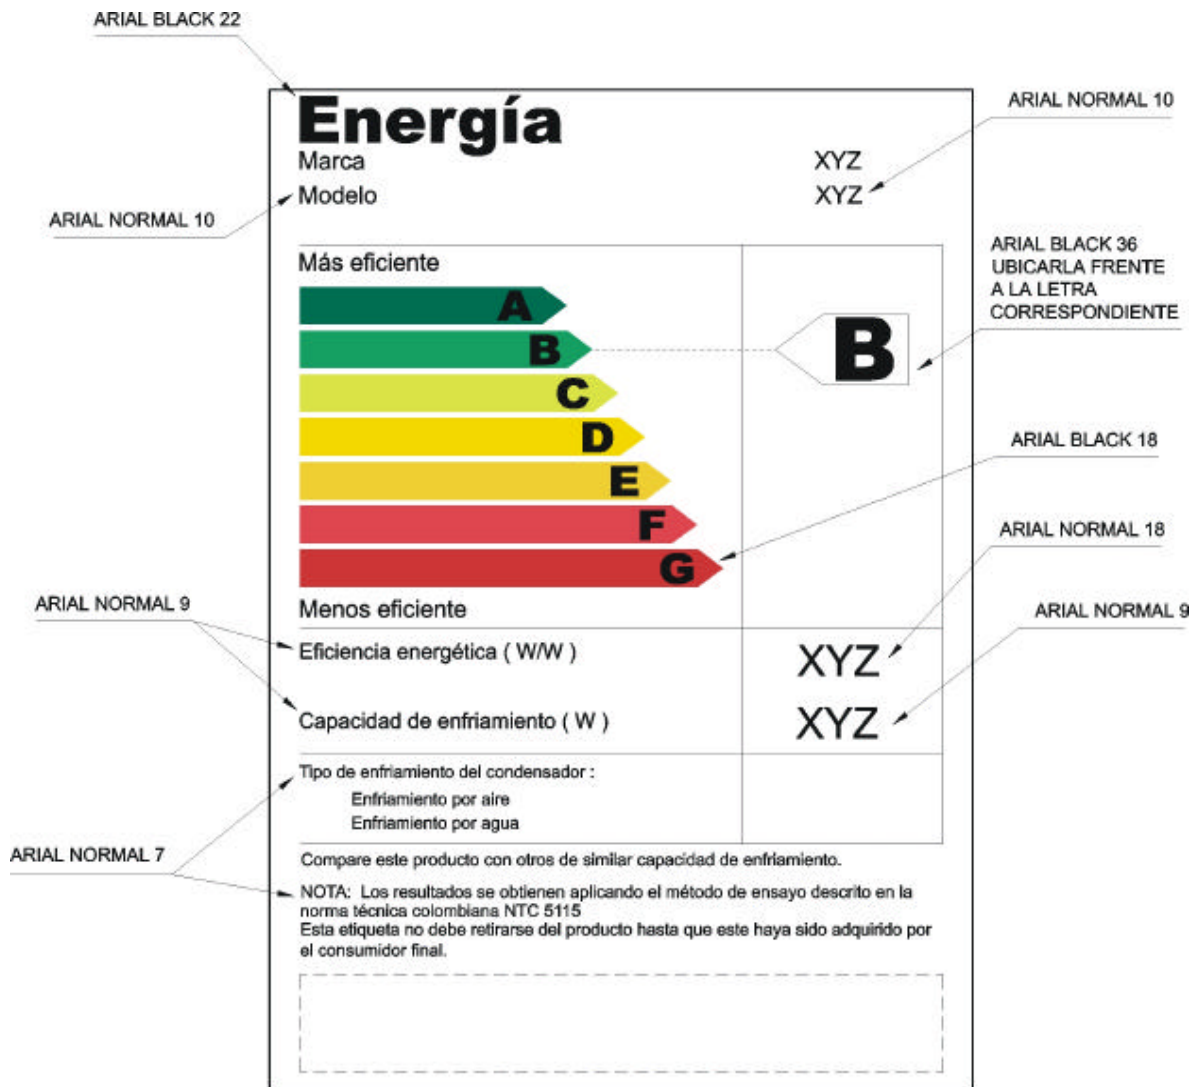 ARIAL BLACK 22
Energía
ARIAL NORMAL 10
Marca XYZ
Modelo XYZ
ARIAL NORMAL 10
ARIAL BLACK 36
UBICARLA FRENTE
A LA LETRA
CORRESPONDIENTE
Más eficiente
A
B B
C
D
ARIAL BLACK 18
E
F
ARIAL NORMAL 18
G
ARIAL NORMAL 9
Menos eficiente
ARIAL NORMAL 9
Eficiencia energética ( W/W ) XYZ
Capacidad de enfriamiento ( W ) XYZ
Tipo de enfriamiento del condensador :
Enfriamiento por aire
Enfriamiento por agua
ARIAL NORMAL 7
Compare este producto con otros de similar capacidad de enfriamiento.
NOTA: Los resultados se obtienen aplicando el método de ensayo descrito en la
norma técnica colombiana NTC 5115
Esta etiqueta no debe retirarse del producto hasta que este haya sido adquirido por
el consumidor final.